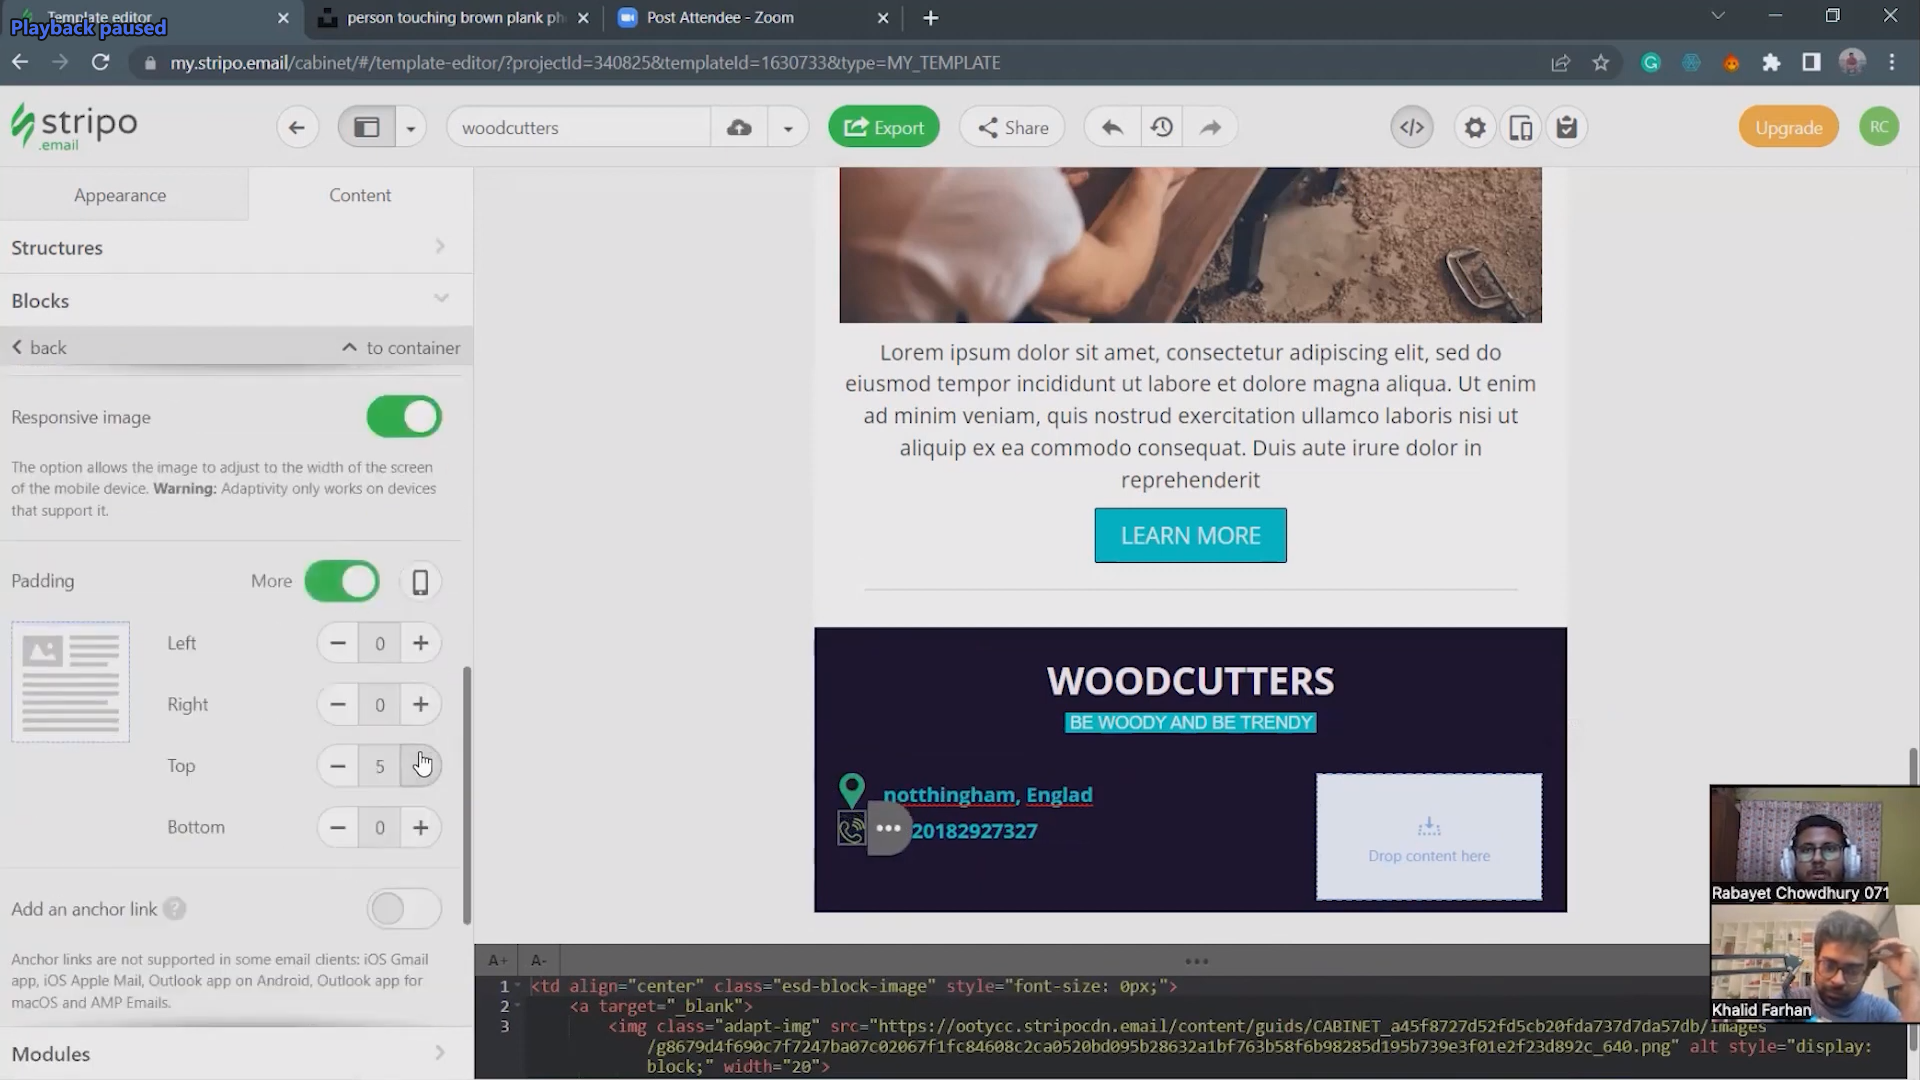 Template editor
Playback paused
person touching brown plank ph
Post Attendee - Zoom
my.stripo.email/cabinet/#/template-editor/?projectId=340825&templateId=1630733&type=MY_TEMPLATE
stripo
.email
woodcutters
Export
Share
</>
Upgrade
RC
Appearance
Content
Structures
Blocks
back
to container
Responsive image
The option allows the image to adjust to the width of the screen
of the mobile device. Warning: Adaptivity only works on devices
that support it.
Padding
More
Left
0
Right
0
Top
5
Bottom
0
Add an anchor link ?
Anchor links are not supported in some email clients: iOS Gmail
app, iOS Apple Mail, Outlook app on Android, Outlook app for
macOS and AMP Emails.
Modules
Lorem ipsum dolor sit amet, consectetur adipiscing elit, sed do
eiusmod tempor incididunt ut labore et dolore magna aliqua. Ut enim
ad minim veniam, quis nostrud exercitation ullamco laboris nisi ut
aliquip ex ea commodo consequat. Duis aute irure dolor in
reprehenderit
LEARN MORE
WOODCUTTERS
BE WOODY AND BE TRENDY
notthingham, Englad
20182927327
Drop content here
A+ A-
1 <td align="center" class="esd-block-image" style="font-size: 0px;">
2 <a target="_blank">
3 <img class="adapt-img" src="https://ootycc.stripocdn.email/content/guids/CABINET_a45f8727d52fd5cb20fda737d7da57db/images
/g8679d4f690c7f7247ba07c02067f1fc84608c2ca0520bd095b28632a1bf763b58f6b98285d195b739e3f01e2f23d892c_640.png" alt style="display:
block;" width="20">
Rabayet Chowdhury 071
Khalid Farhan